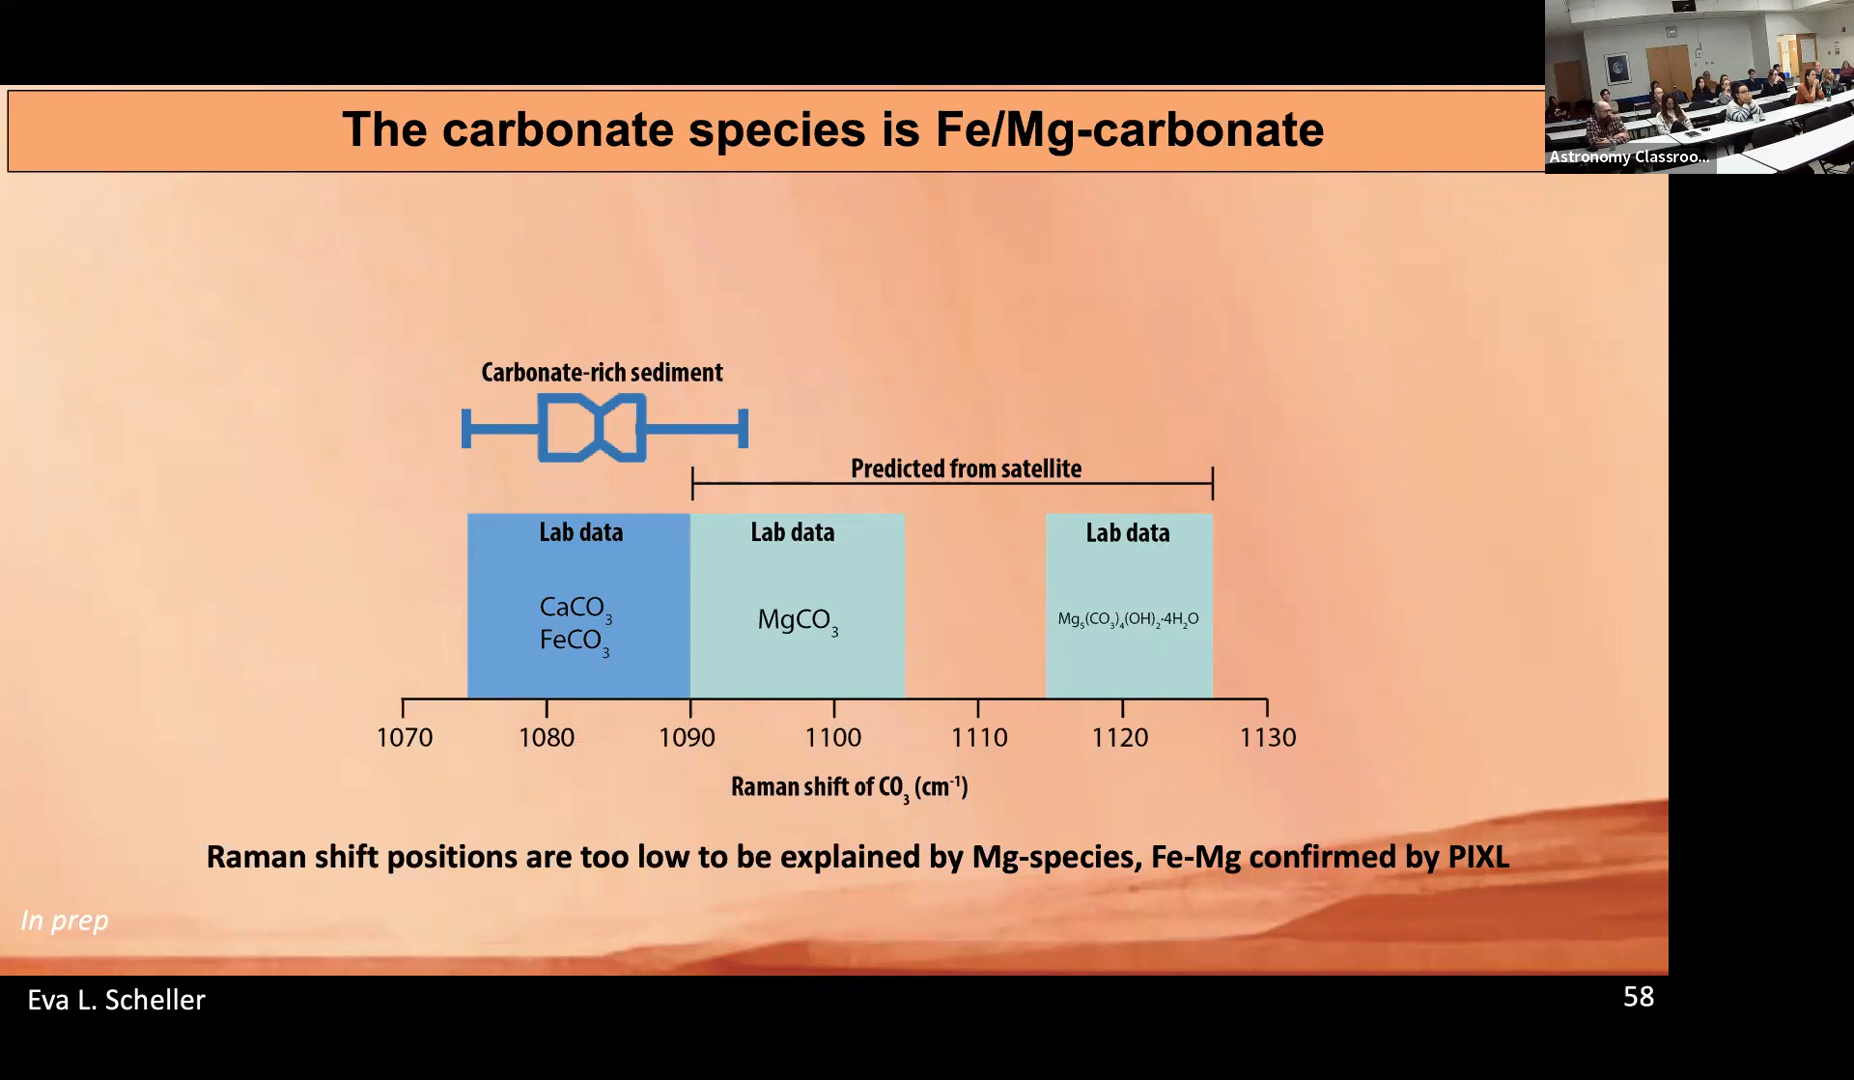 The carbonate species is Fe/Mg-carbonate
Astronomy Classroo...
Carbonate-rich sediment
Predicted from satellite
Lab data
Lab data
Lab data
CaCO₃
FeCO₃
MgCO₃
Mg₅(CO₃)₄(OH)₂·4H₂O
1070 1080 1090 1100 1110 1120 1130
Raman shift of CO₃ (cm⁻¹)
Raman shift positions are too low to be explained by Mg-species, Fe-Mg confirmed by PIXL
In prep
Eva L. Scheller
58